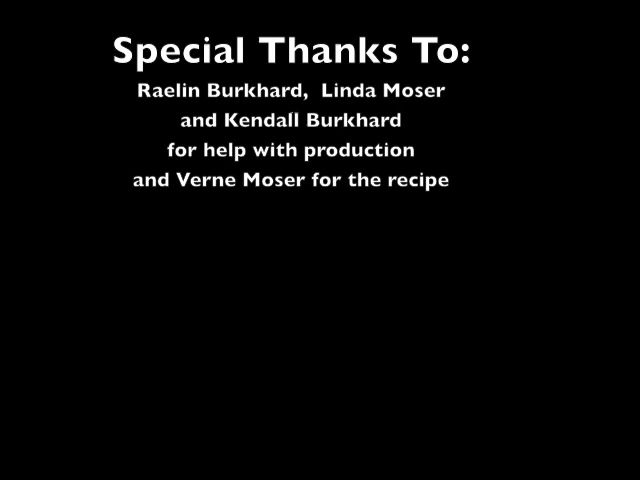 Special Thanks To:
Raelin Burkhard,  Linda Moser
and Kendall Burkhard
for help with production
and Verne Moser for the recipe